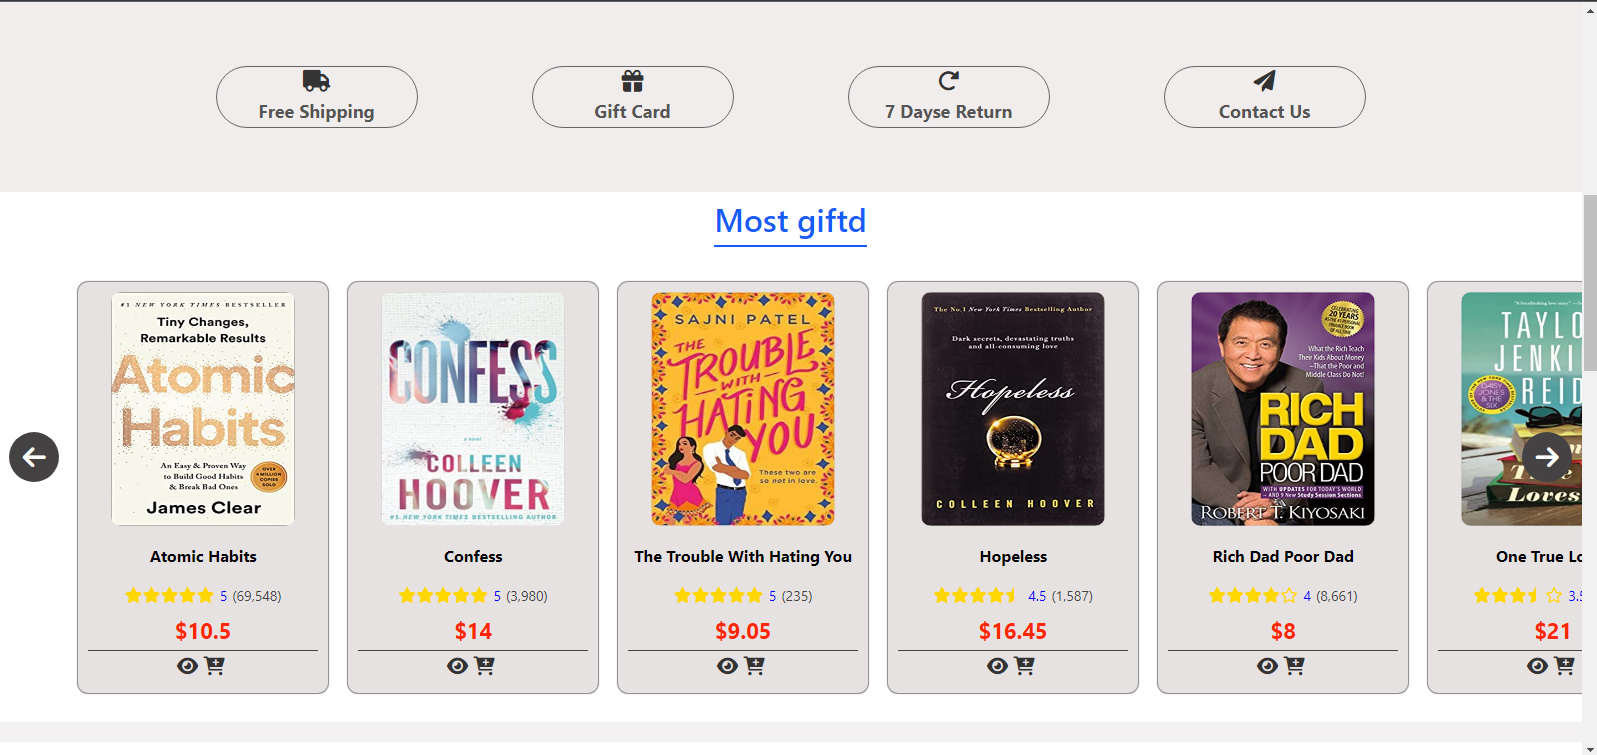 Free Shipping
Gift Card
7 Dayse Return
Contact Us
Most giftd
#1 NEW YORK TIMES BESTSELLER
Tiny Changes,
Remarkable Results
Atomic
Habits
An Easy & Proven Way
to Build Good Habits
& Break Bad Ones
OVER
4 MILLION
COPIES
SOLD
James Clear
Atomic Habits
5 (69,548)
$10.5
CONFESS
a novel
COLLEEN
HOOVER
#1 NEW YORK TIMES BESTSELLING AUTHOR
Confess
5 (3,980)
$14
SAJNI PATEL
THE
TROUBLE
WITH
HATING
YOU
These two are
so not in love.
The Trouble With Hating You
5 (235)
$9.05
The No.1 New York Times Bestselling Author
Dark secrets, devastating truths
and all-consuming love
Hopeless
COLLEEN HOOVER
Hopeless
4.5 (1,587)
$16.45
CELEBRATING
20 YEARS
AS THE #1 PERSONAL
FINANCE BOOK
OF ALL TIME
What the Rich Teach
Their Kids About Money
—That the Poor and
Middle Class Do Not!
RICH
DAD
POOR DAD
WITH UPDATES FOR TODAY'S WORLD
— AND 9 New Study Session Sections
ROBERT T. KIYOSAKI
Rich Dad Poor Dad
4 (8,661)
$8
"A heartbreaking love story."
TAYLO
JENKI
REID
DAISY
JONES &
THE SIX
True
Loves
One True Lo
3.5
$21